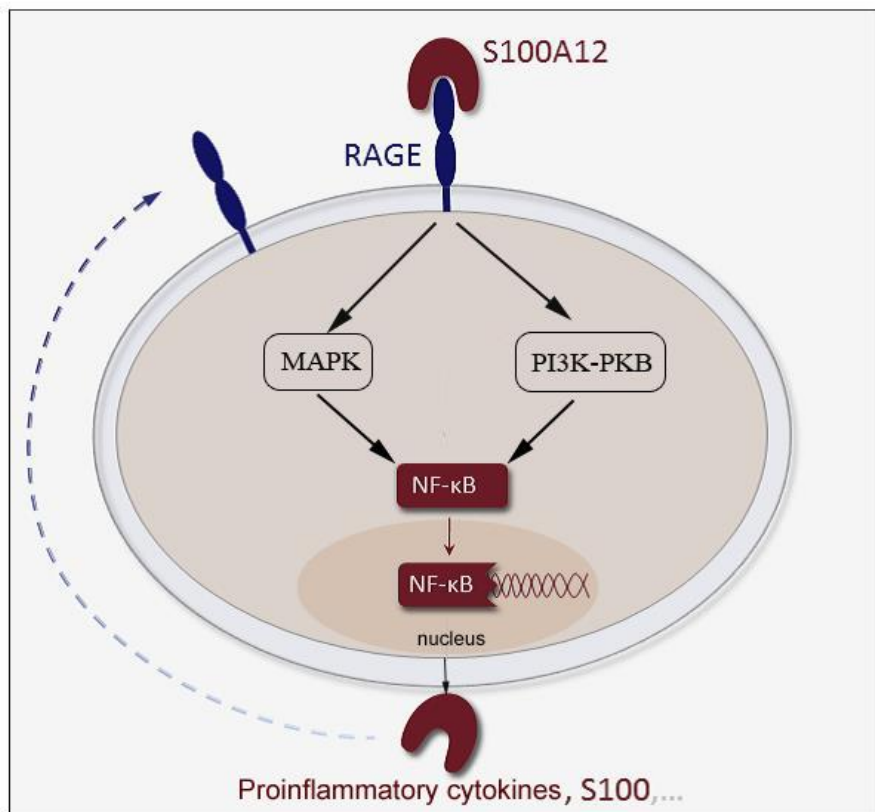 S100A12
RAGE
MAPK
PI3K-PKB
NF-κB
NF-κB
nucleus
Proinflammatory cytokines, S100,...